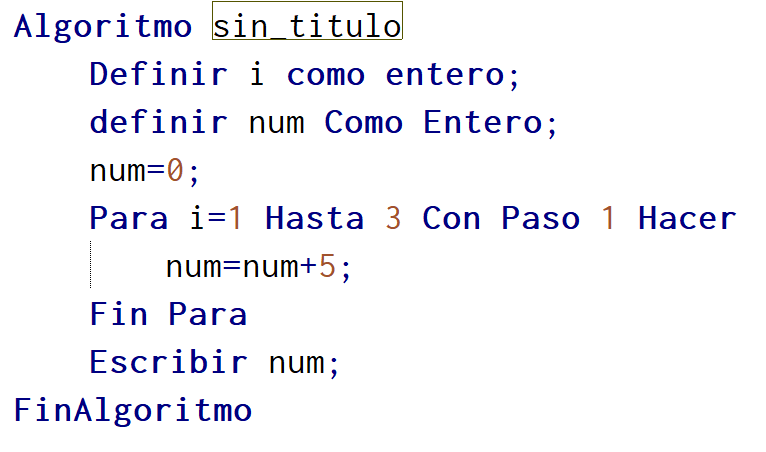 Algoritmo sin_titulo
Definir i como entero;
definir num Como Entero;
num=0;
Para i=1 Hasta 3 Con Paso 1 Hacer
num=num+5;
Fin Para
Escribir num;
FinAlgoritmo